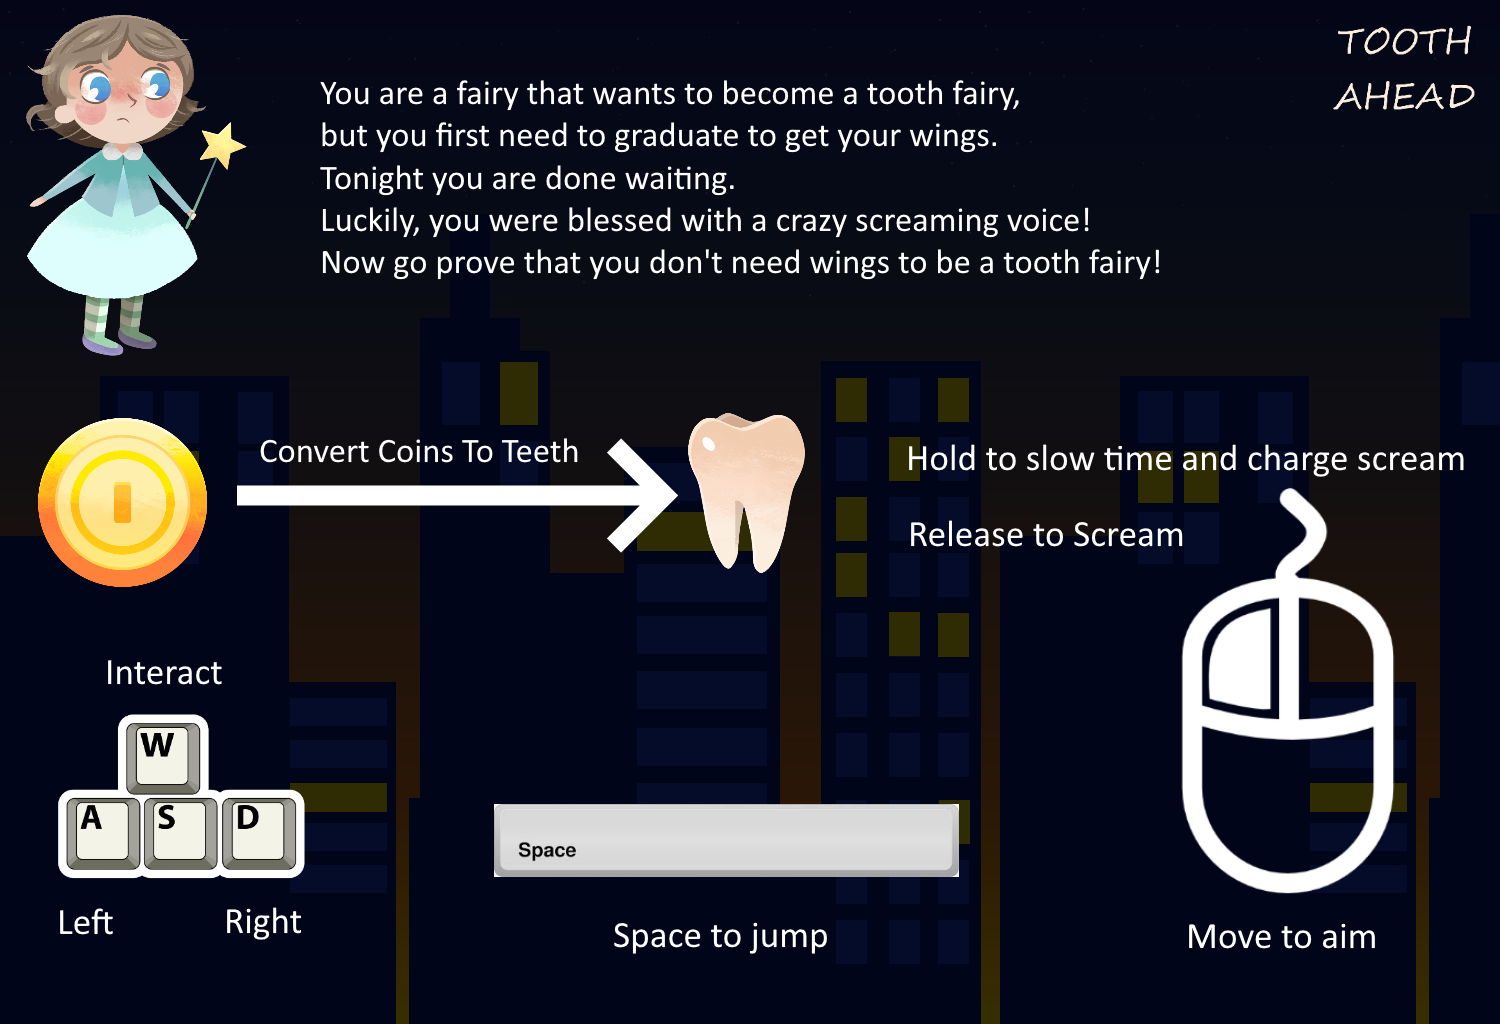 TOOTH
AHEAD
You are a fairy that wants to become a tooth fairy,
but you first need to graduate to get your wings.
Tonight you are done waiting.
Luckily, you were blessed with a crazy screaming voice!
Now go prove that you don't need wings to be a tooth fairy!
Convert Coins To Teeth
Hold to slow time and charge scream
Release to Scream
Interact
W
A S D
Left Right
Space
Space to jump
Move to aim